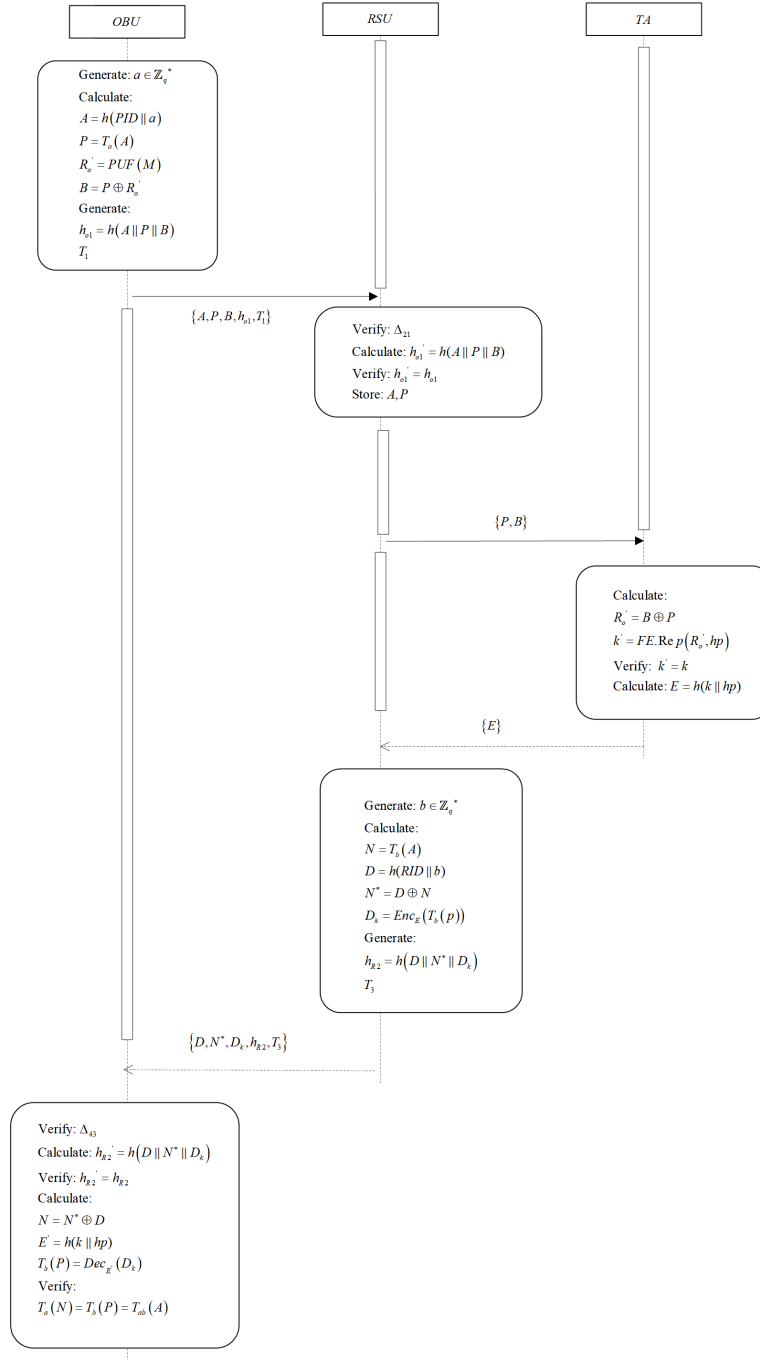 OBU
RSU
TA
Generate: a ∈ ℤ_q^*
Calculate:
A = h(PID || a)
P = T_a(A)
R_o' = PUF(M)
B = P ⊕ R_o'
Generate:
h_o1 = h(A || P || B)
T_1
{A, P, B, h_o1, T_1}
Verify: Δ_21
Calculate: h_o1' = h(A || P || B)
Verify: h_o1' = h_o1
Store: A, P
{P, B}
Calculate:
R_o' = B ⊕ P
k' = FE.Re p(R_o', hp)
Verify: k' = k
Calculate: E = h(k || hp)
{E}
Generate: b ∈ ℤ_q^*
Calculate:
N = T_b(A)
D = h(RID || b)
N^* = D ⊕ N
D_k = Enc_E(T_b(p))
Generate:
h_R2 = h(D || N^* || D_k)
T_3
{D, N^*, D_k, h_R2, T_3}
Verify: Δ_43
Calculate: h_R2' = h(D || N^* || D_k)
Verify: h_R2' = h_R2
Calculate:
N = N^* ⊕ D
E' = h(k || hp)
T_b(P) = Dec_E'(D_k)
Verify:
T_a(N) = T_b(P) = T_ab(A)